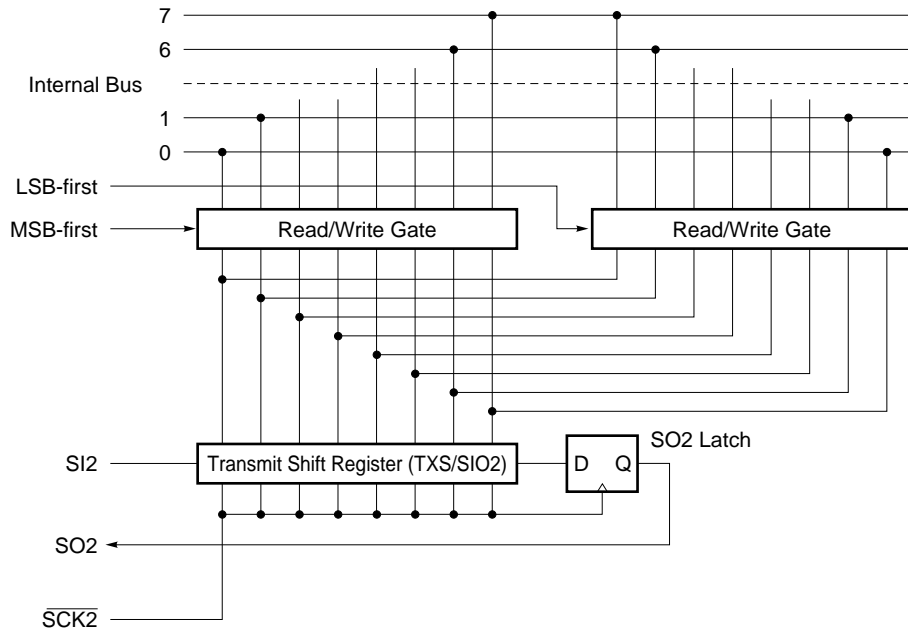 7
6
Internal Bus
1
0
LSB-first
MSB-first
Read/Write Gate
Read/Write Gate
SO2 Latch
SI2
Transmit Shift Register (TXS/SIO2)
D
Q
SO2
S̅C̅K̅2̅